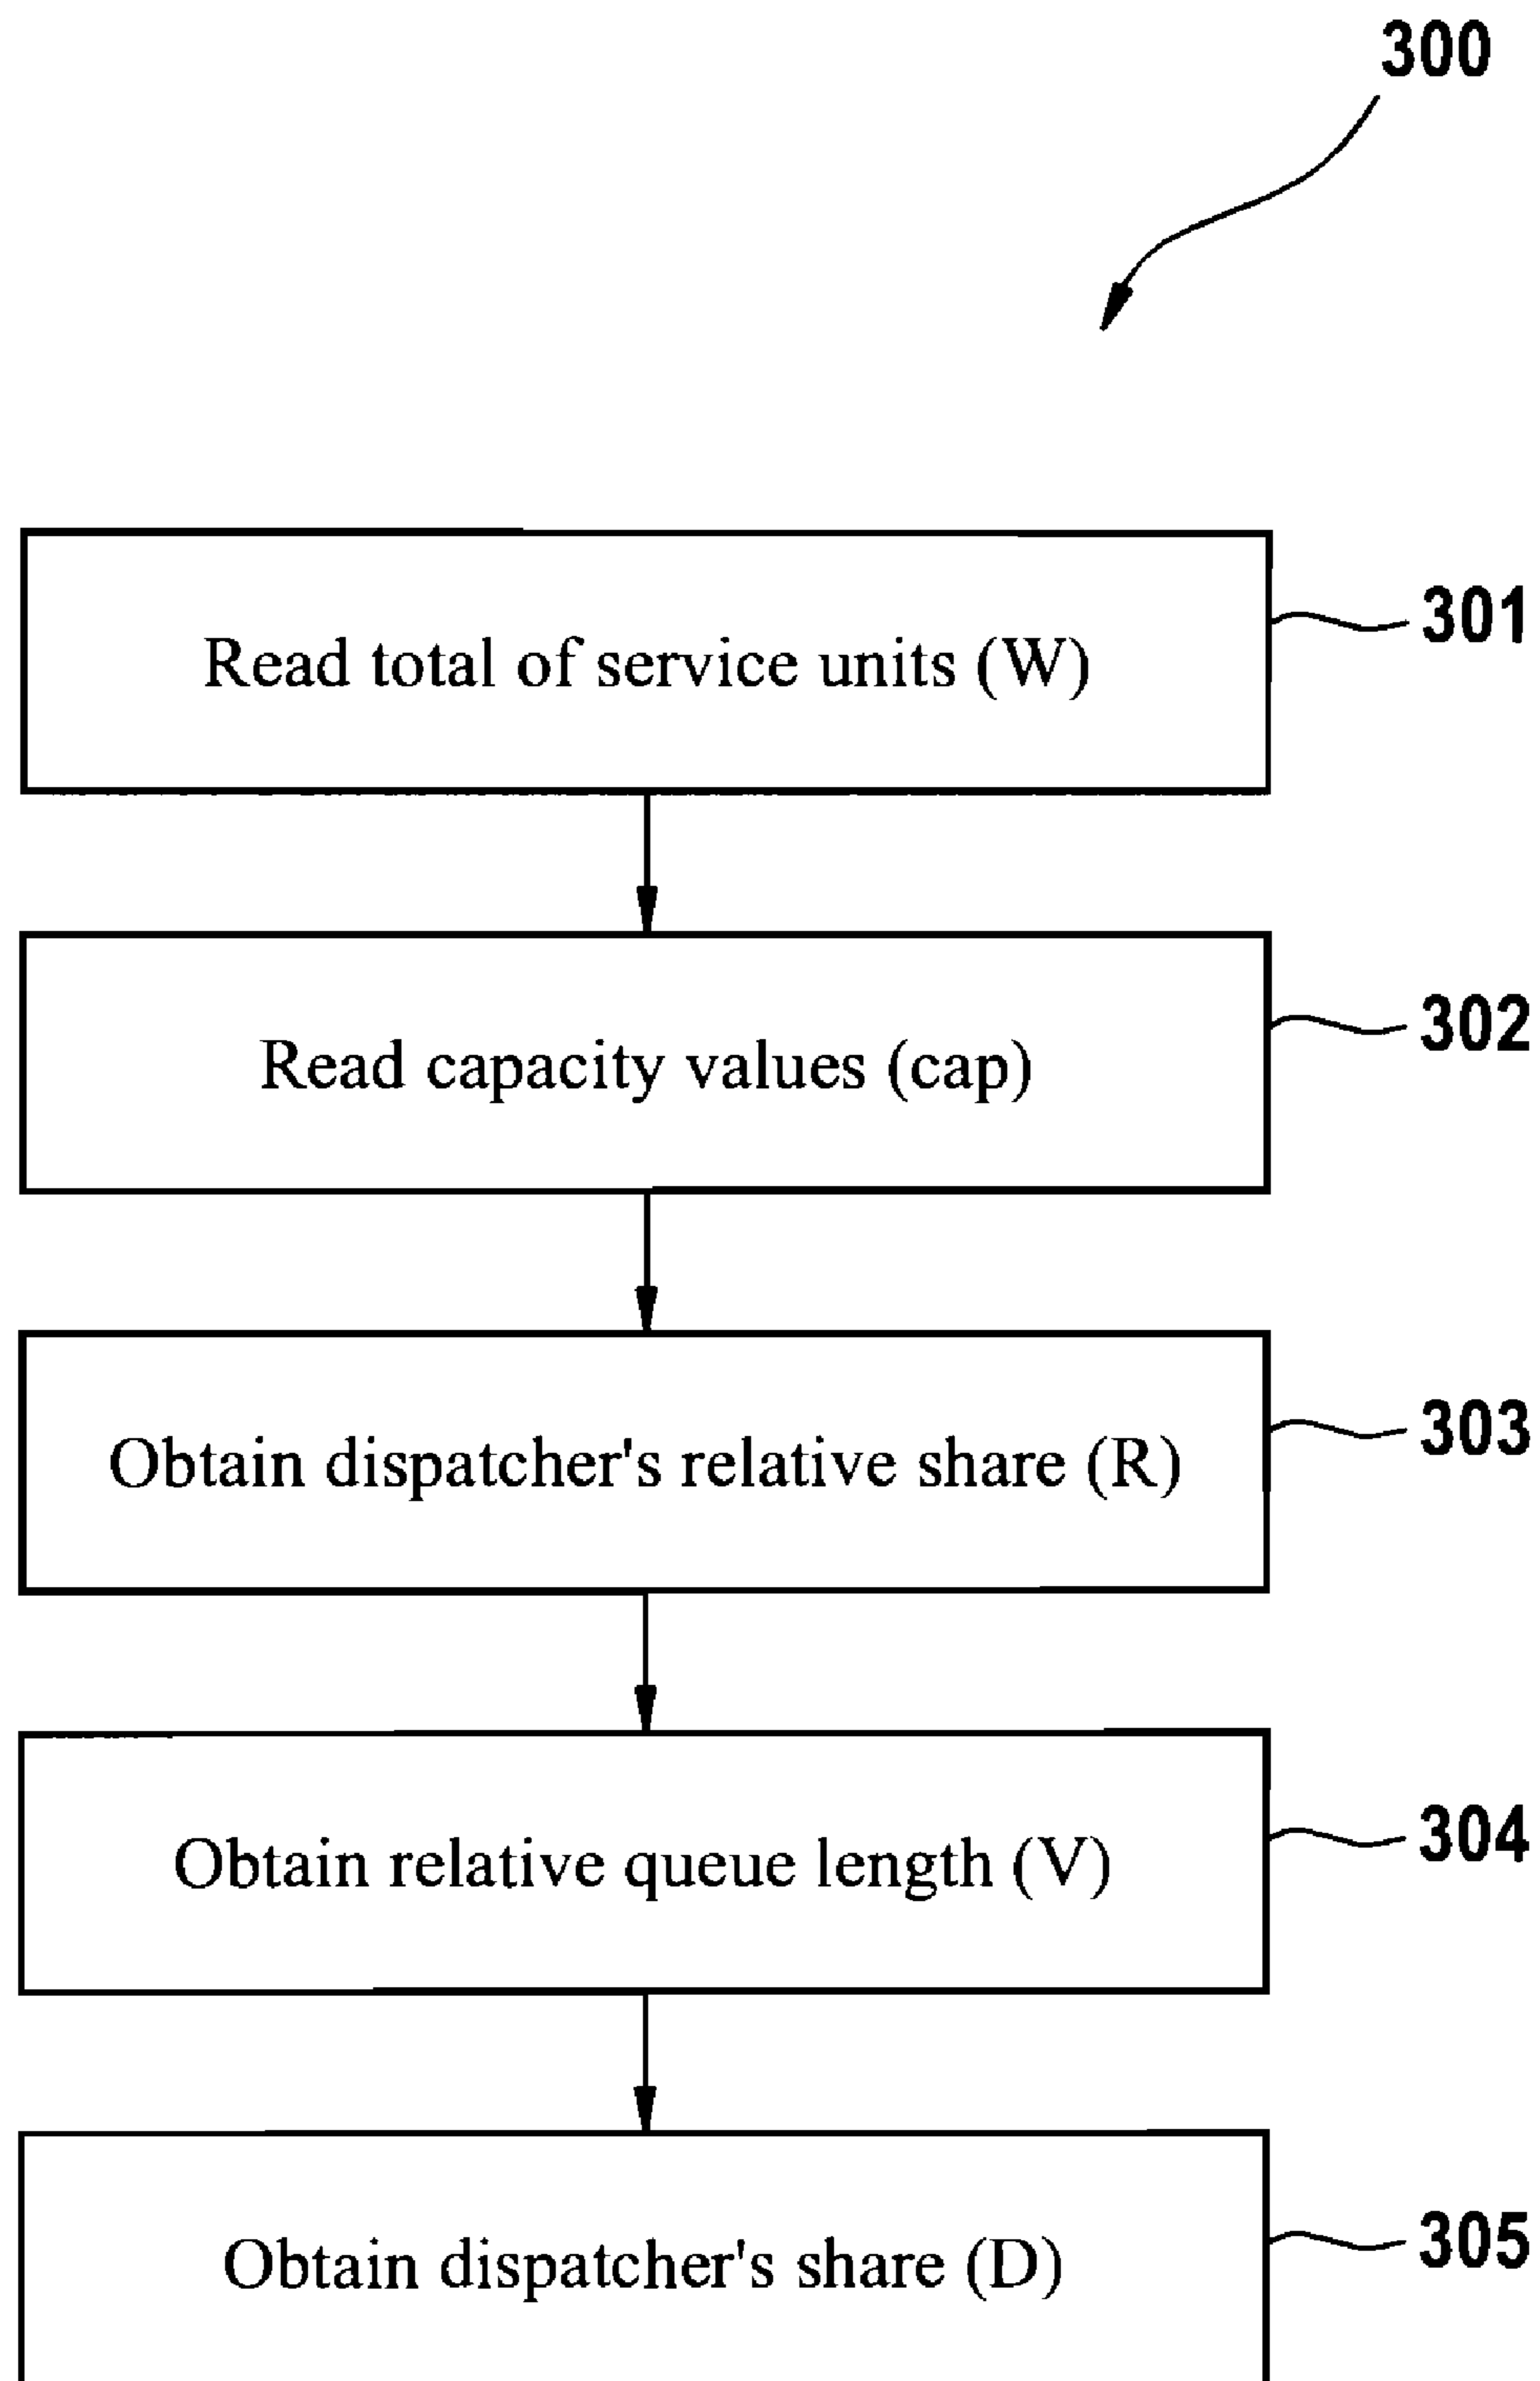 300
Read total of service units (W)
301
Read capacity values (cap)
302
Obtain dispatcher's relative share (R)
303
Obtain relative queue length (V)
304
Obtain dispatcher's share (D)
305